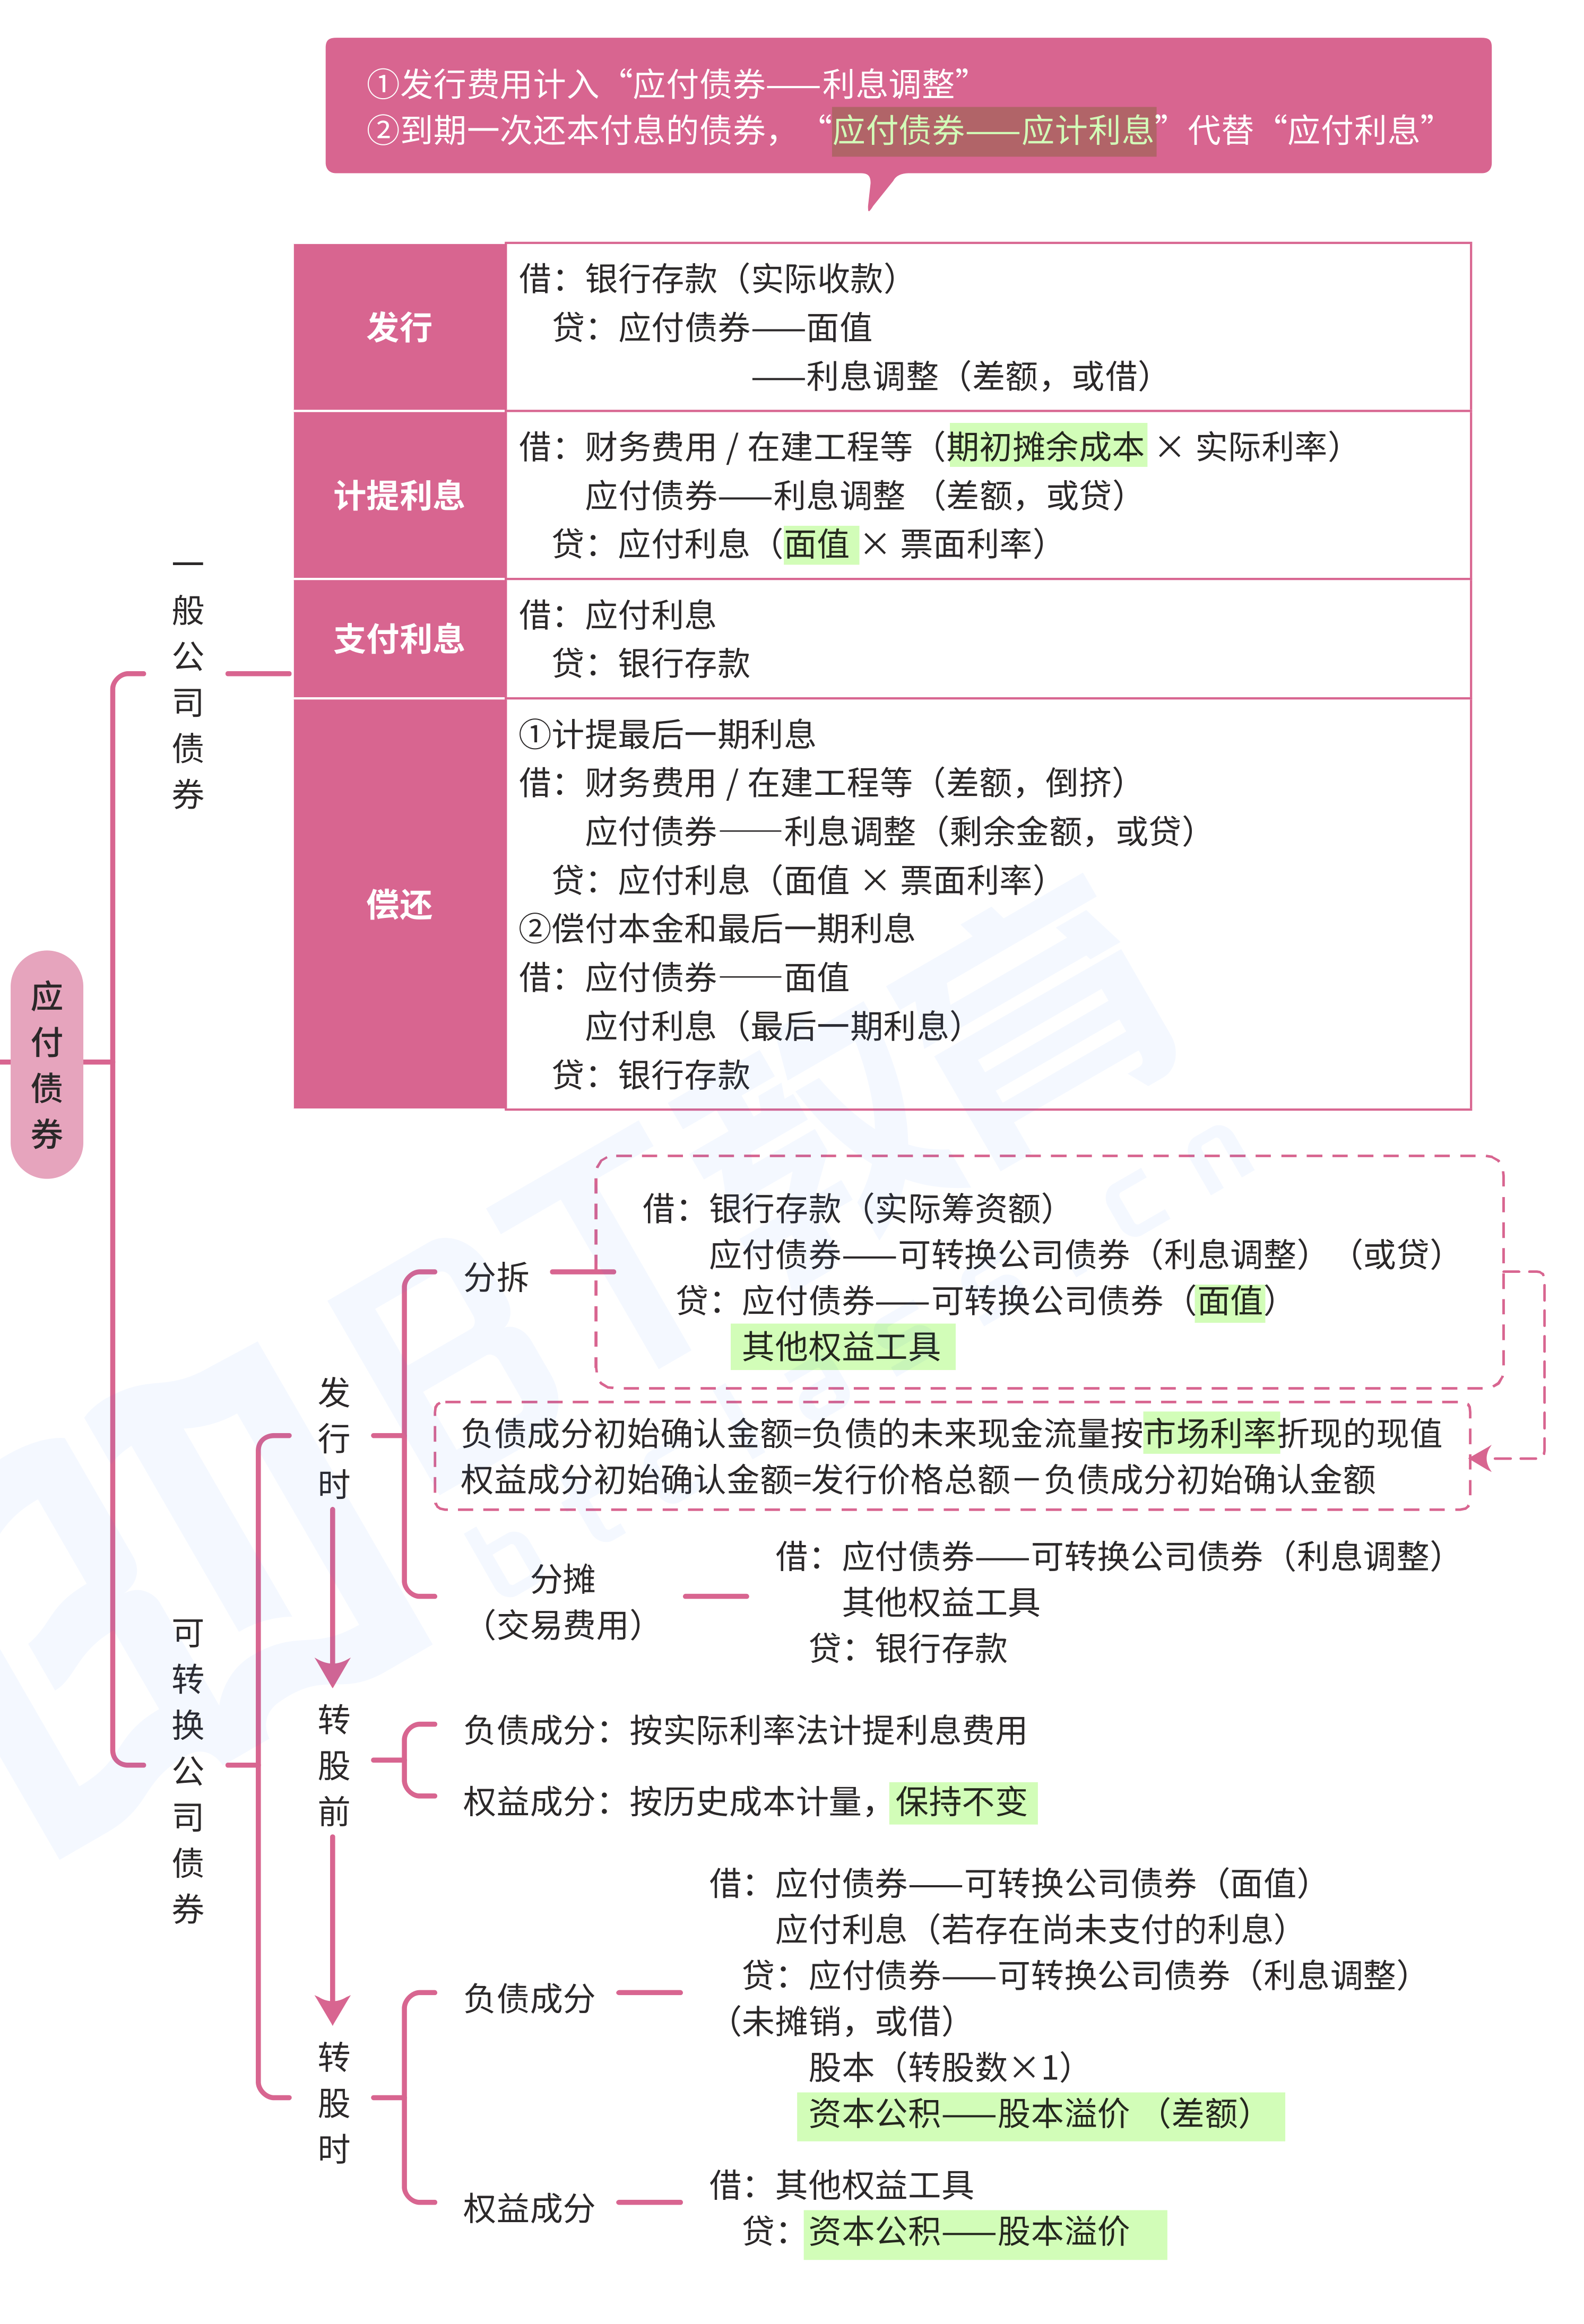 ①发行费用计入“应付债券——利息调整”
②到期一次还本付息的债券，“应付债券——应计利息”代替“应付利息”
应付债券
一般公司债券
发行
借：银行存款（实际收款）
贷：应付债券——面值
——利息调整（差额，或借）
计提利息
借：财务费用 / 在建工程等（期初摊余成本 × 实际利率）
应付债券——利息调整 （差额，或贷）
贷：应付利息（面值 × 票面利率）
支付利息
借：应付利息
贷：银行存款
偿还
①计提最后一期利息
借：财务费用 / 在建工程等（差额，倒挤）
应付债券——利息调整（剩余金额，或贷）
贷：应付利息（面值 × 票面利率）
②偿付本金和最后一期利息
借：应付债券——面值
应付利息（最后一期利息）
贷：银行存款
可转换公司债券
发行时
分拆
借：银行存款（实际筹资额）
应付债券——可转换公司债券（利息调整）（或贷）
贷：应付债券——可转换公司债券（面值）
其他权益工具
负债成分初始确认金额=负债的未来现金流量按市场利率折现的现值
权益成分初始确认金额=发行价格总额－负债成分初始确认金额
分摊
（交易费用）
借：应付债券——可转换公司债券（利息调整）
其他权益工具
贷：银行存款
转股前
负债成分：按实际利率法计提利息费用
权益成分：按历史成本计量，保持不变
转股时
负债成分
借：应付债券——可转换公司债券（面值）
应付利息（若存在尚未支付的利息）
贷：应付债券——可转换公司债券（利息调整）
（未摊销，或借）
股本（转股数×1）
资本公积——股本溢价 （差额）
权益成分
借：其他权益工具
贷：资本公积——股本溢价
BT教育